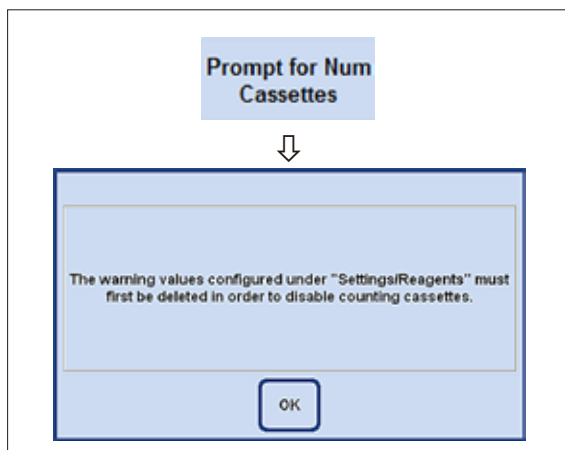 Prompt for Num
Cassettes
The warning values configured under "Settings/Reagents" must
first be deleted in order to disable counting cassettes.
OK